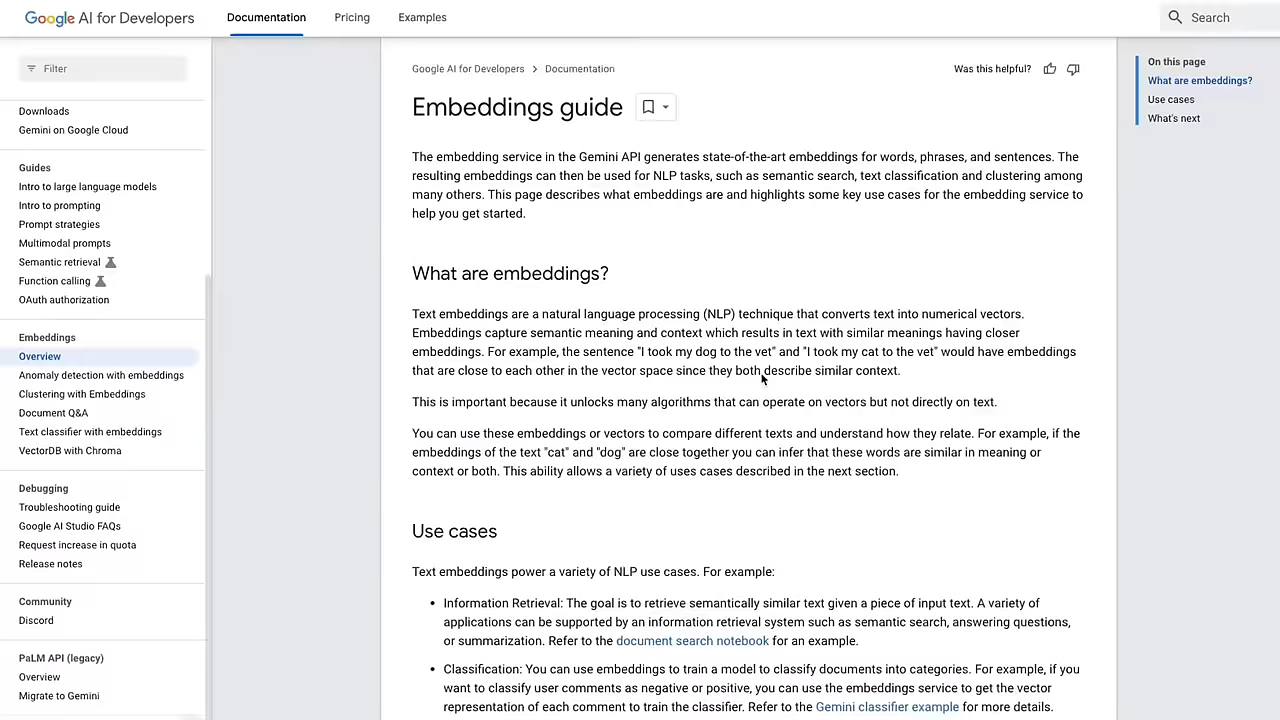 Google AI for Developers
Documentation
Pricing
Examples
Search
Filter
Downloads
Gemini on Google Cloud
Guides
Intro to large language models
Intro to prompting
Prompt strategies
Multimodal prompts
Semantic retrieval
Function calling
OAuth authorization
Embeddings
Overview
Anomaly detection with embeddings
Clustering with Embeddings
Document Q&A
Text classifier with embeddings
VectorDB with Chroma
Debugging
Troubleshooting guide
Google AI Studio FAQs
Request increase in quota
Release notes
Community
Discord
PaLM API (legacy)
Overview
Migrate to Gemini
Google AI for Developers > Documentation
Was this helpful?
Embeddings guide
The embedding service in the Gemini API generates state-of-the-art embeddings for words, phrases, and sentences. The
resulting embeddings can then be used for NLP tasks, such as semantic search, text classification and clustering among
many others. This page describes what embeddings are and highlights some key use cases for the embedding service to
help you get started.
What are embeddings?
Text embeddings are a natural language processing (NLP) technique that converts text into numerical vectors.
Embeddings capture semantic meaning and context which results in text with similar meanings having closer
embeddings. For example, the sentence "I took my dog to the vet" and "I took my cat to the vet" would have embeddings
that are close to each other in the vector space since they both describe similar context.
This is important because it unlocks many algorithms that can operate on vectors but not directly on text.
You can use these embeddings or vectors to compare different texts and understand how they relate. For example, if the
embeddings of the text "cat" and "dog" are close together you can infer that these words are similar in meaning or
context or both. This ability allows a variety of uses cases described in the next section.
Use cases
Text embeddings power a variety of NLP use cases. For example:
• Information Retrieval: The goal is to retrieve semantically similar text given a piece of input text. A variety of
applications can be supported by an information retrieval system such as semantic search, answering questions,
or summarization. Refer to the document search notebook for an example.
• Classification: You can use embeddings to train a model to classify documents into categories. For example, if you
want to classify user comments as negative or positive, you can use the embeddings service to get the vector
representation of each comment to train the classifier. Refer to the Gemini classifier example for more details.
On this page
What are embeddings?
Use cases
What's next